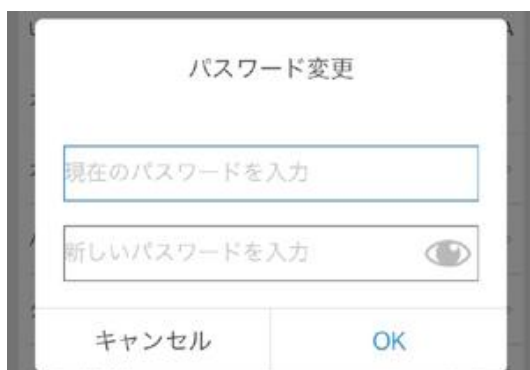 パスワード変更
現在のパスワードを入力
新しいパスワードを入力
キャンセル
OK